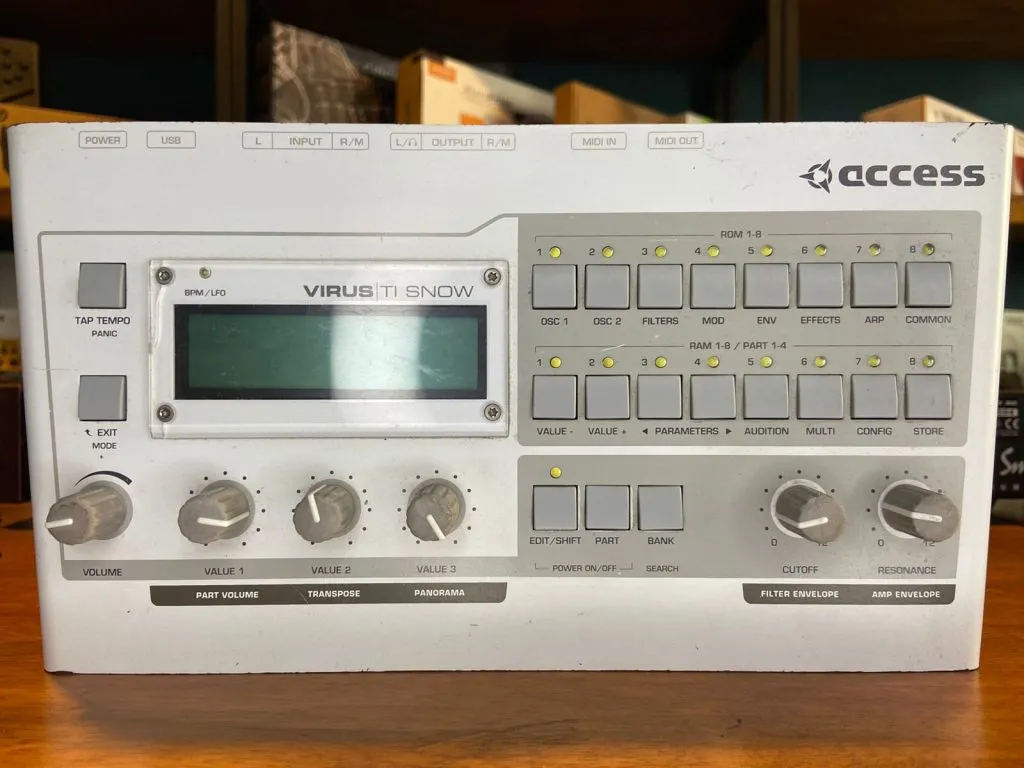 POWER USB L INPUT R/M L/ OUTPUT R/M MIDI IN MIDI OUT
access
ROM 1-8
1 2 3 4 5 6 7 8
OSC 1 OSC 2 FILTERS MOD ENV EFFECTS ARP COMMON
BPM/LFO VIRUS|TI SNOW
TAP TEMPO
PANIC
RAM 1-8 / PART 1-4
1 2 3 4 5 6 7 8
VALUE - VALUE + ◄ PARAMETERS ► AUDITION MULTI CONFIG STORE
EXIT
MODE
+
EDIT/SHIFT PART BANK
POWER ON/OFF SEARCH
0 12 0 12
VOLUME VALUE 1 VALUE 2 VALUE 3 CUTOFF RESONANCE
PART VOLUME TRANSPOSE PANORAMA FILTER ENVELOPE AMP ENVELOPE